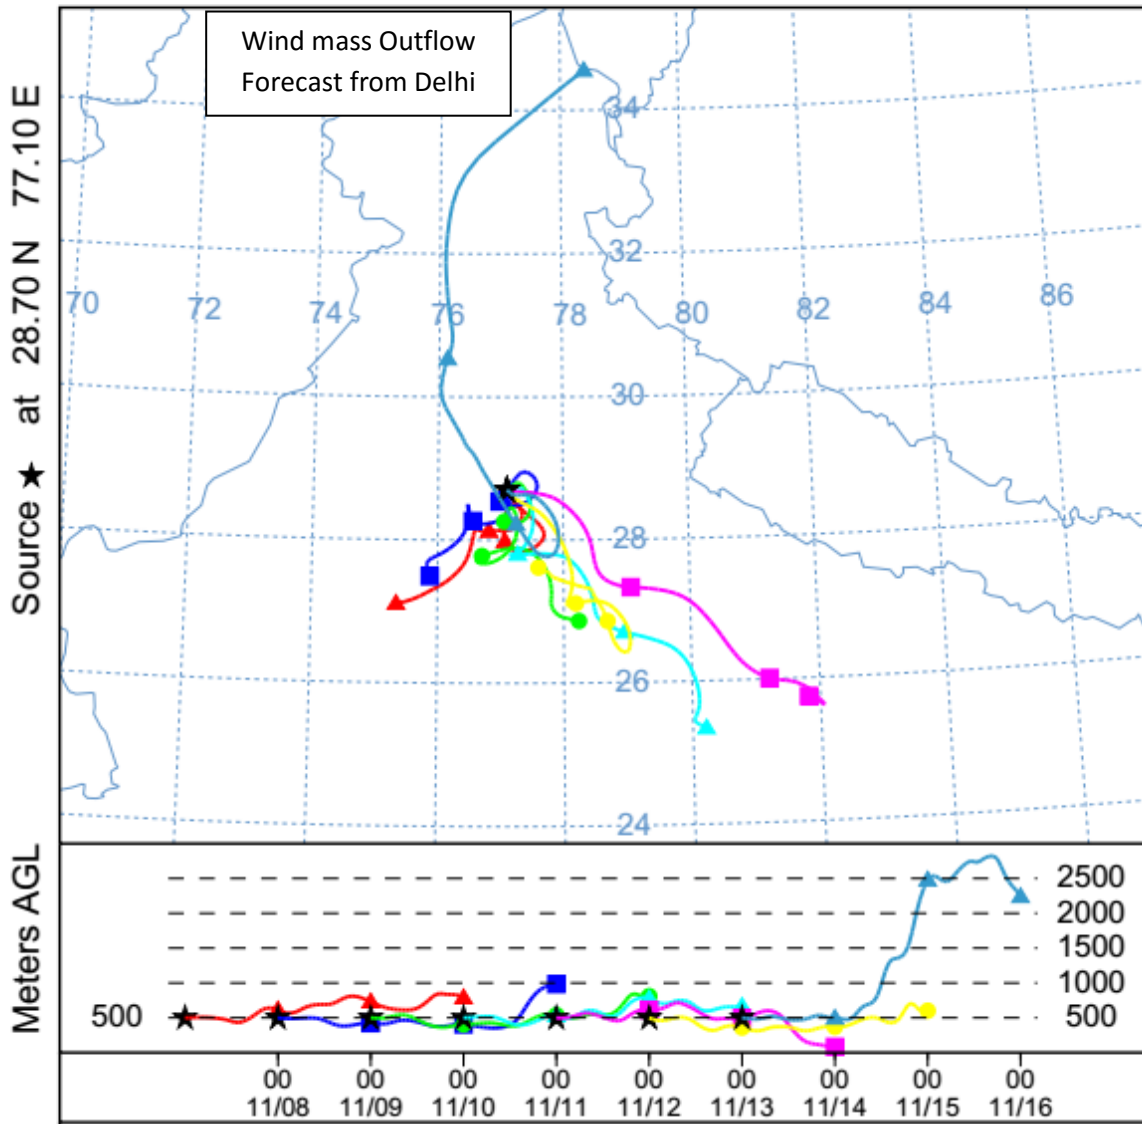 Wind mass Outflow
Forecast from Delhi
Source ★ at 28.70 N 77.10 E
34
32
70 72 74 76 78 80 82 84 86
30
28
26
24
Meters AGL
2500
2000
1500
1000
500 500
00 00 00 00 00 00 00 00 00
11/08 11/09 11/10 11/11 11/12 11/13 11/14 11/15 11/16